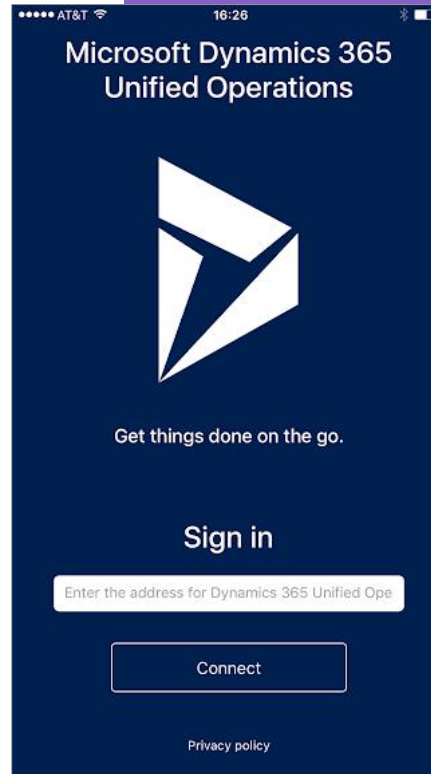 AT&T 16:26
Microsoft Dynamics 365
Unified Operations
Get things done on the go.
Sign in
Enter the address for Dynamics 365 Unified Ope
Connect
Privacy policy